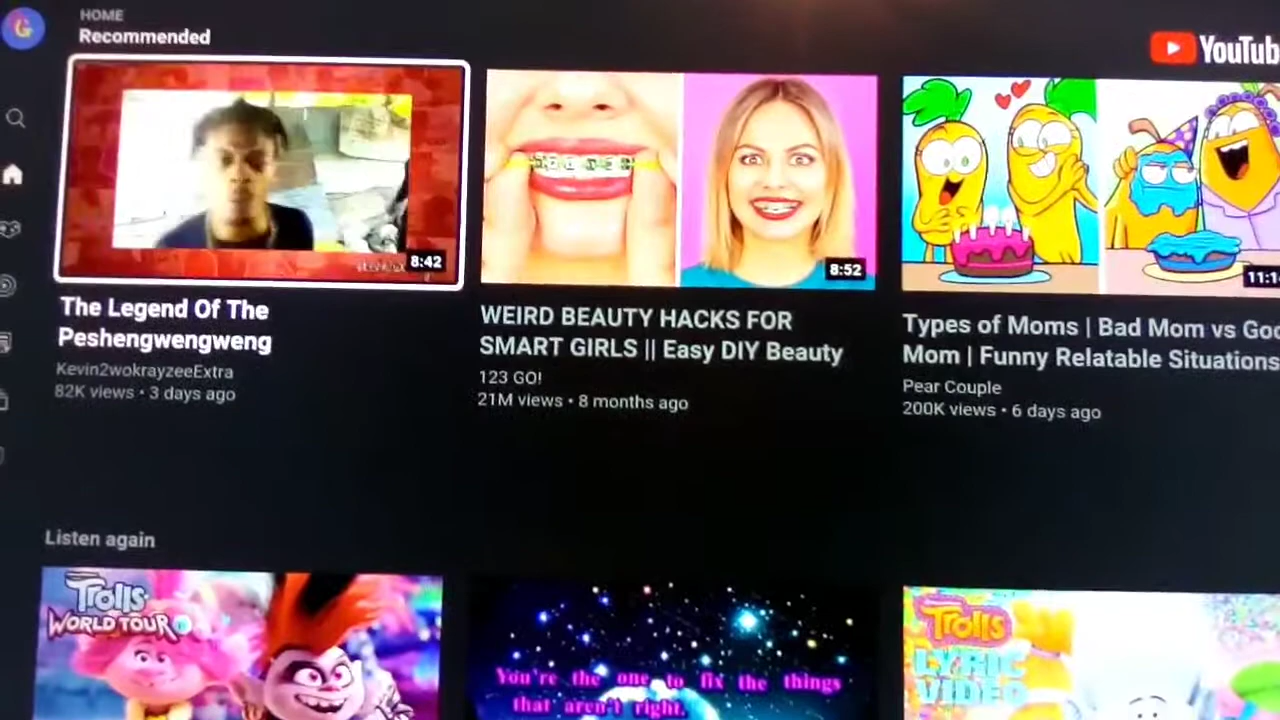 G
HOME
Recommended
YouTub
8:42
8:52
11:1
The Legend Of The
Peshengwengweng
Kevin2wokrayzeeExtra
82K views • 3 days ago
WEIRD BEAUTY HACKS FOR
SMART GIRLS || Easy DIY Beauty
123 GO!
21M views • 8 months ago
Types of Moms | Bad Mom vs Goo
Mom | Funny Relatable Situations
Pear Couple
200K views • 6 days ago
Listen again
Trolls
WORLD TOUR
You're the one to fix the things
that aren't right.
Trolls
LYRIC
VIDEO